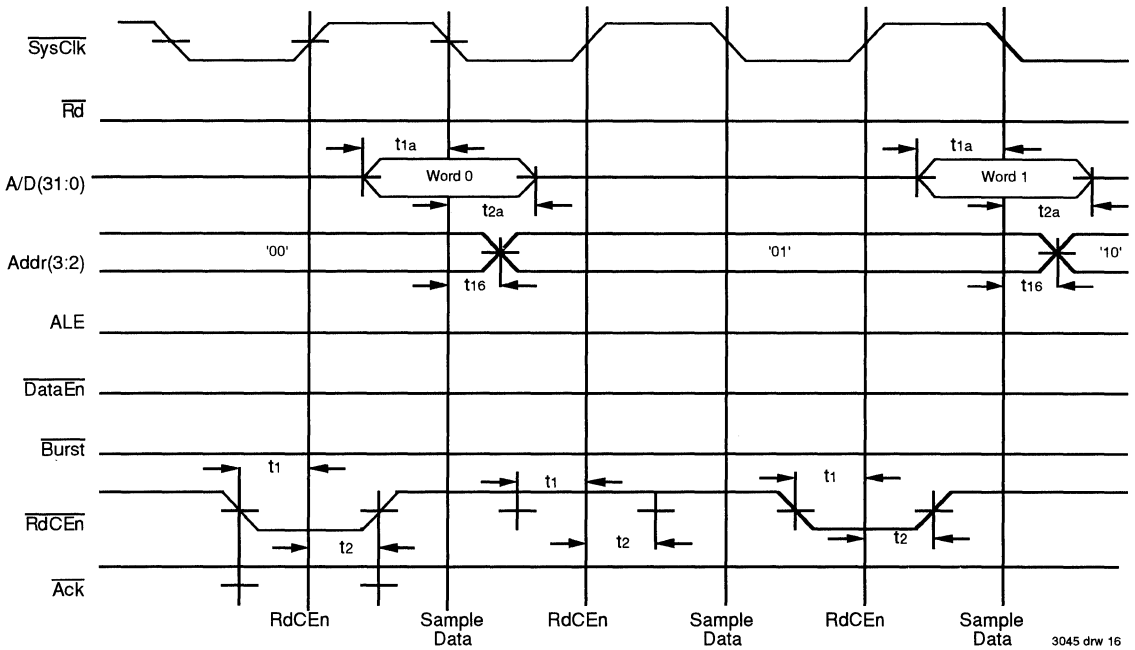 SysClk
Rd
t1a
t1a
A/D(31:0)
Word 0
Word 1
t2a
t2a
Addr(3:2)
'00'
'01'
'10'
t16
t16
ALE
DataEn
Burst
t1
t1
t1
RdCEn
t2
t2
t2
Ack
RdCEn
Sample
Data
RdCEn
Sample
Data
RdCEn
Sample
Data
3045 drw 16